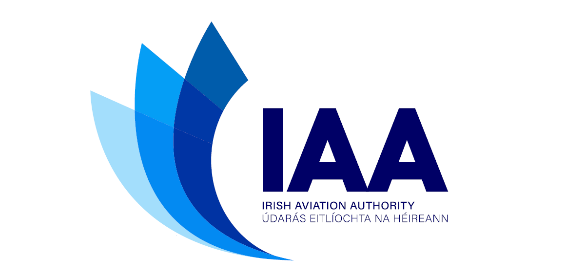 IAA
IRISH AVIATION AUTHORITY
ÚDARÁS EITLÍOCHTA NA HÉIREANN